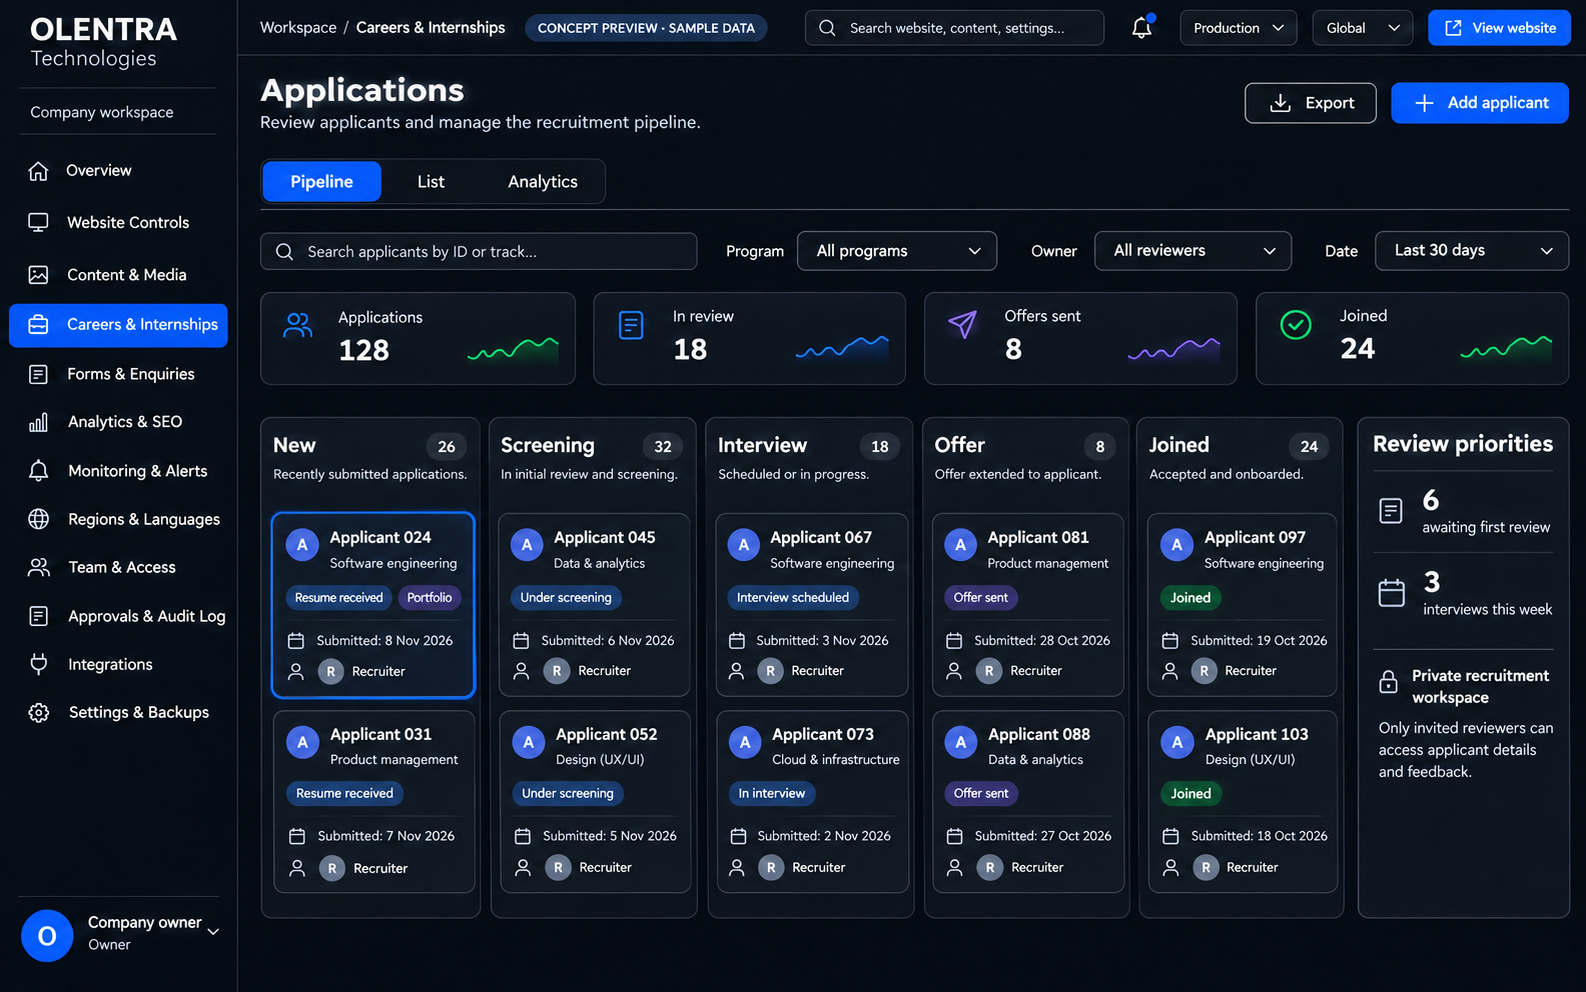 OLENTRA
Technologies
Company workspace
Overview
Website Controls
Content & Media
Careers & Internships
Forms & Enquiries
Analytics & SEO
Monitoring & Alerts
Regions & Languages
Team & Access
Approvals & Audit Log
Integrations
Settings & Backups
O
Company owner
Owner
Workspace / Careers & Internships
CONCEPT PREVIEW · SAMPLE DATA
Search website, content, settings...
Production
Global
View website
Applications
Review applicants and manage the recruitment pipeline.
Export
Add applicant
Pipeline
List
Analytics
Search applicants by ID or track...
Program
All programs
Owner
All reviewers
Date
Last 30 days
Applications
128
In review
18
Offers sent
8
Joined
24
New
26
Recently submitted applications.
A
Applicant 024
Software engineering
Resume received
Portfolio
Submitted: 8 Nov 2026
R
Recruiter
A
Applicant 031
Product management
Resume received
Submitted: 7 Nov 2026
R
Recruiter
Screening
32
In initial review and screening.
A
Applicant 045
Data & analytics
Under screening
Submitted: 6 Nov 2026
R
Recruiter
A
Applicant 052
Design (UX/UI)
Under screening
Submitted: 5 Nov 2026
R
Recruiter
Interview
18
Scheduled or in progress.
A
Applicant 067
Software engineering
Interview scheduled
Submitted: 3 Nov 2026
R
Recruiter
A
Applicant 073
Cloud & infrastructure
In interview
Submitted: 2 Nov 2026
R
Recruiter
Offer
8
Offer extended to applicant.
A
Applicant 081
Product management
Offer sent
Submitted: 28 Oct 2026
R
Recruiter
A
Applicant 088
Data & analytics
Offer sent
Submitted: 27 Oct 2026
R
Recruiter
Joined
24
Accepted and onboarded.
A
Applicant 097
Software engineering
Joined
Submitted: 19 Oct 2026
R
Recruiter
A
Applicant 103
Design (UX/UI)
Joined
Submitted: 18 Oct 2026
R
Recruiter
Review priorities
6
awaiting first review
3
interviews this week
Private recruitment
workspace
Only invited reviewers can
access applicant details
and feedback.